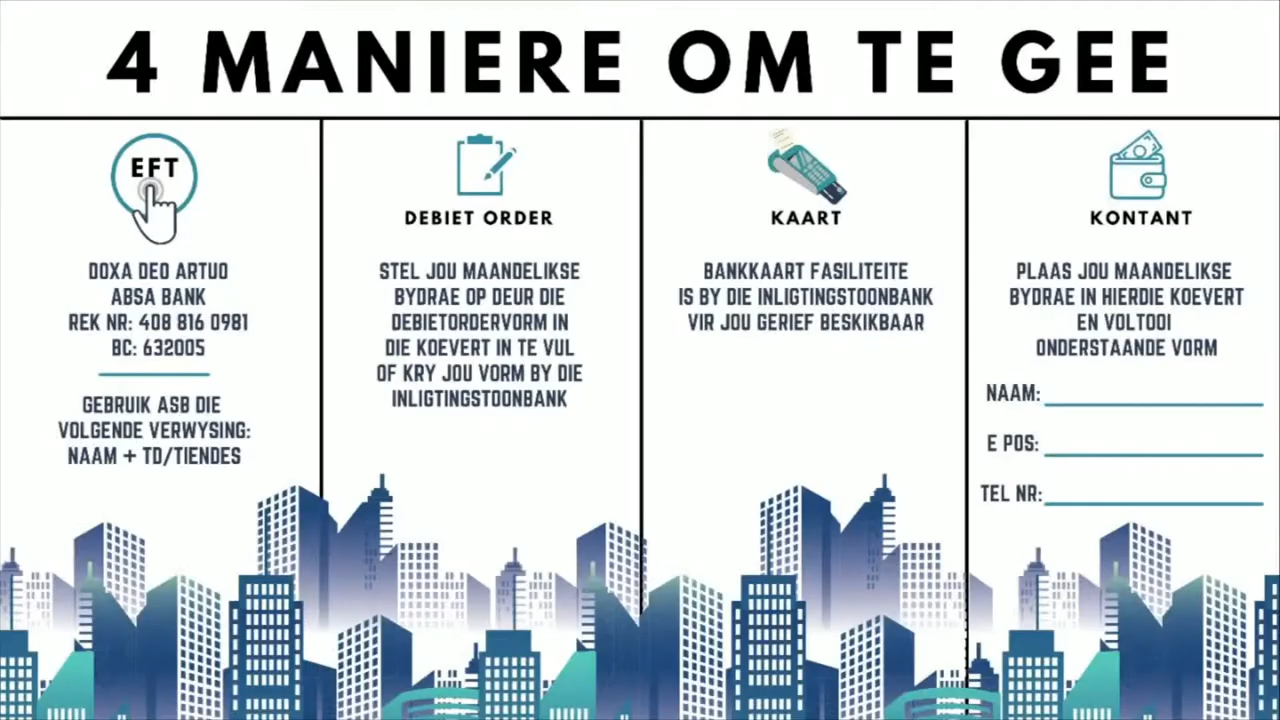 4 MANIERE OM TE GEE
EFT
DOXA DEO ARTUO
ABSA BANK
REK NR: 408 816 0981
BC: 632005
GEBRUIK ASB DIE
VOLGENDE VERWYSING:
NAAM + TD/TIENDES
DEBIET ORDER
STEL JOU MAANDELIKSE
BYDRAE OP DEUR DIE
DEBIETORDERVORM IN
DIE KOEVERT IN TE VUL
OF KRY JOU VORM BY DIE
INLIGTINGSTOONBANK
KAART
BANKKAART FASILITEITE
IS BY DIE INLIGTINGSTOONBANK
VIR JOU GERIEF BESKIKBAAR
KONTANT
PLAAS JOU MAANDELIKSE
BYDRAE IN HIERDIE KOEVERT
EN VOLTOOI
ONDERSTAANDE VORM
NAAM:
E POS:
TEL NR: